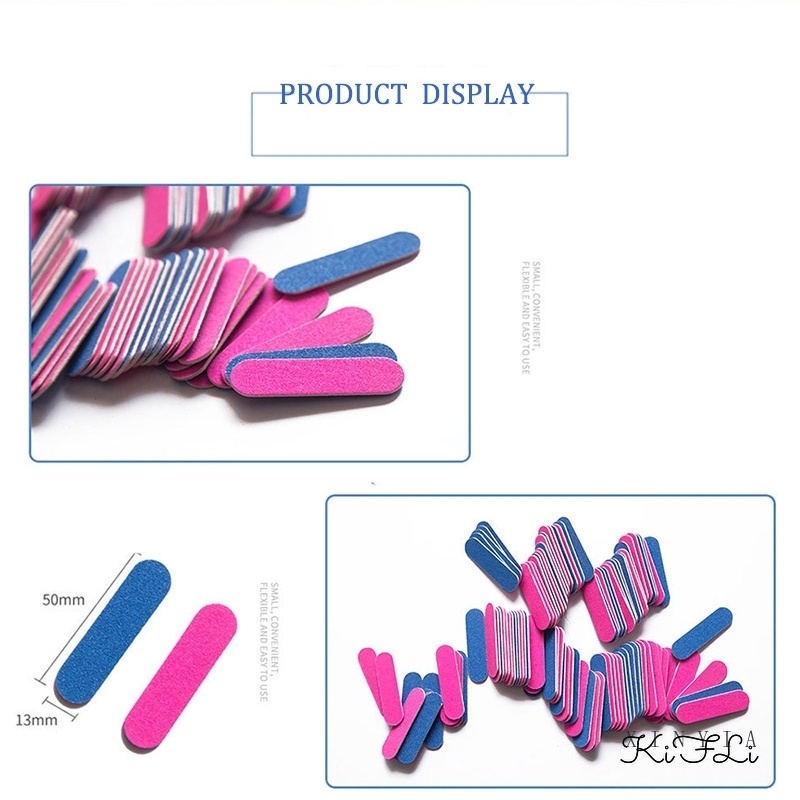 PRODUCT DISPLAY
SMALL, CONVENIENT,
FLEXIBLE AND EASY TO USE
50mm
13mm
SMALL, CONVENIENT,
FLEXIBLE AND EASY TO USE
XINYIA
KiFLi